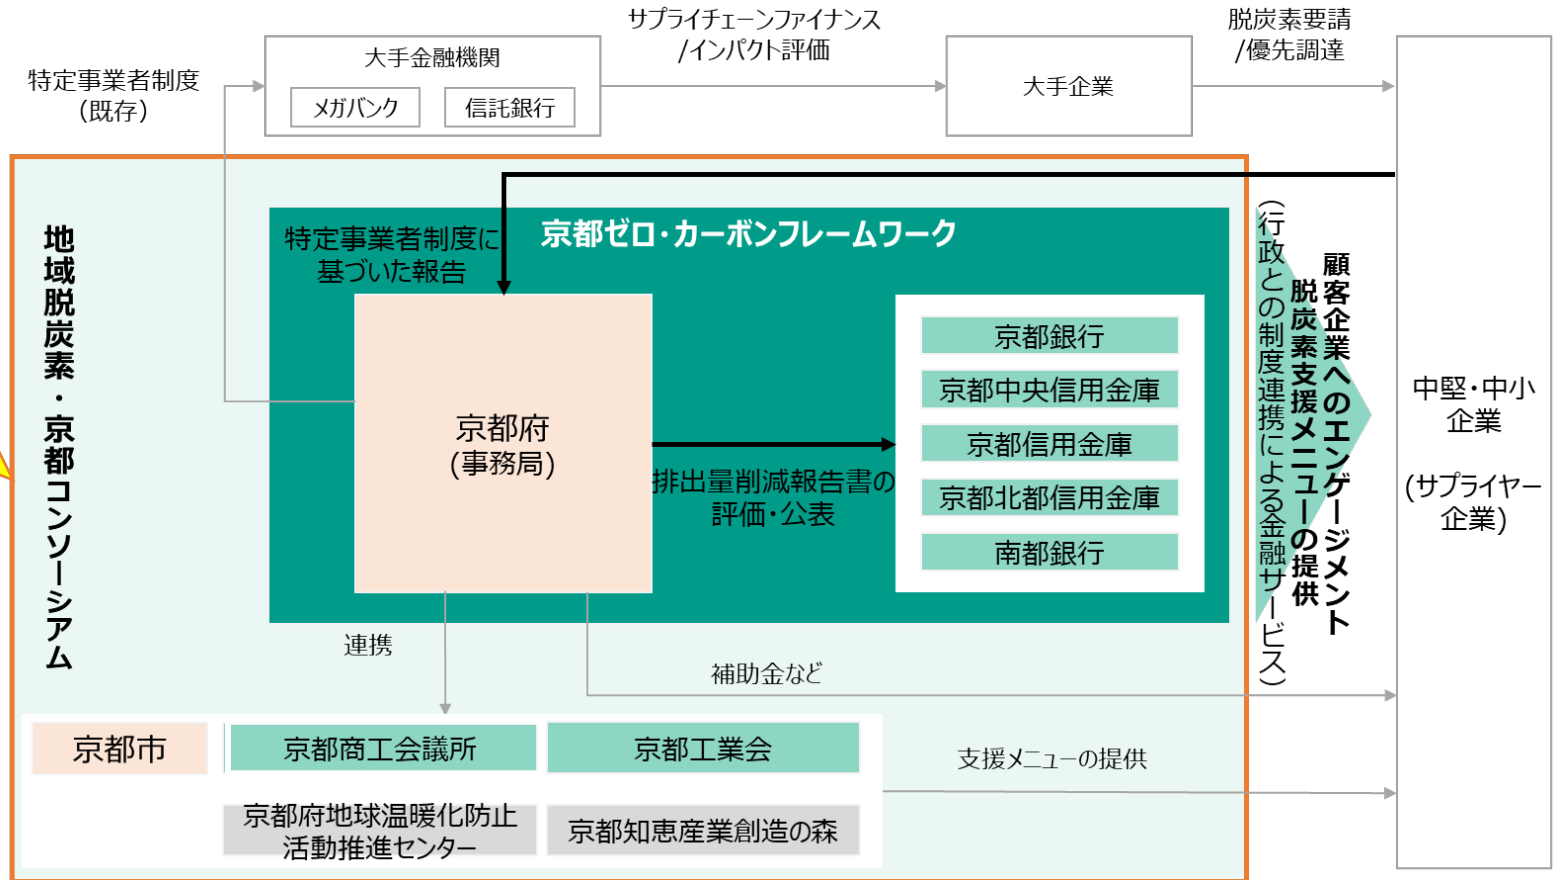 サプライチェーンファイナンス
/インパクト評価
脱炭素要請
/優先調達
特定事業者制度
(既存)
大手金融機関
メガバンク
信託銀行
大手企業
地域脱炭素・京都コンソーシアム
京都ゼロ・カーボンフレームワーク
特定事業者制度に
基づいた報告
京都府
(事務局)
排出量削減報告書の
評価・公表
京都銀行
京都中央信用金庫
京都信用金庫
京都北都信用金庫
南都銀行
顧客企業へのエンゲージメント
脱炭素支援メニューの提供
(行政との制度連携による金融サービス)
中堅・中小
企業
(サプライヤー
企業)
連携
補助金など
京都市
京都商工会議所
京都工業会
支援メニューの提供
京都府地球温暖化防止
活動推進センター
京都知恵産業創造の森